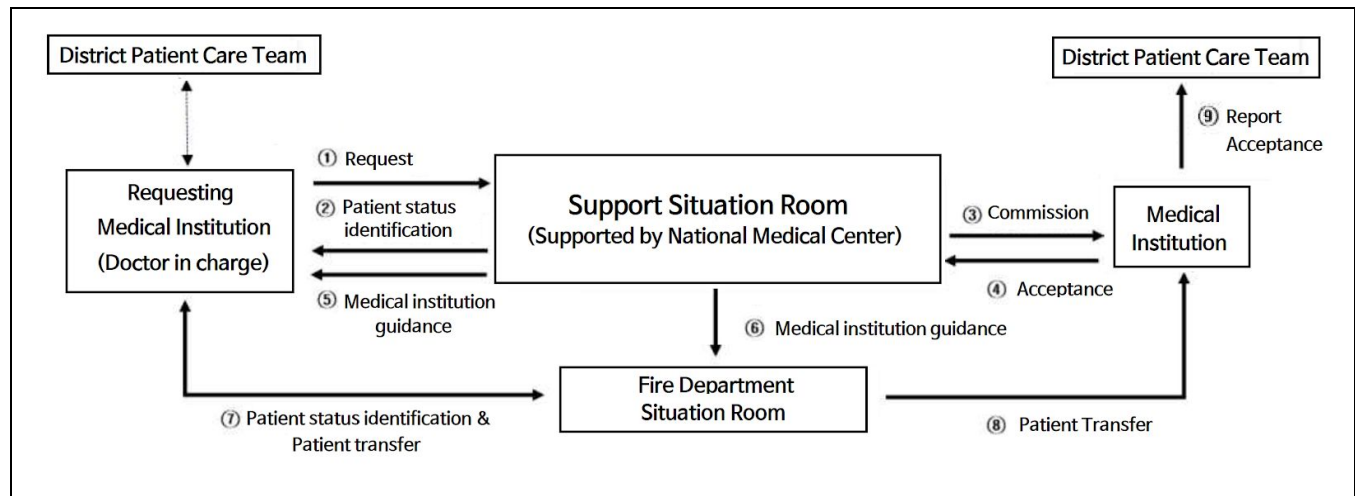 District Patient Care Team
District Patient Care Team
⑨ Report
Acceptance
① Request
Requesting
Medical Institution
(Doctor in charge)
② Patient status
identification
Support Situation Room
(Supported by National Medical Center)
③ Commission
Medical
Institution
④ Acceptance
⑤ Medical institution
guidance
⑥ Medical institution guidance
Fire Department
Situation Room
⑦ Patient status identification &
Patient transfer
⑧ Patient Transfer